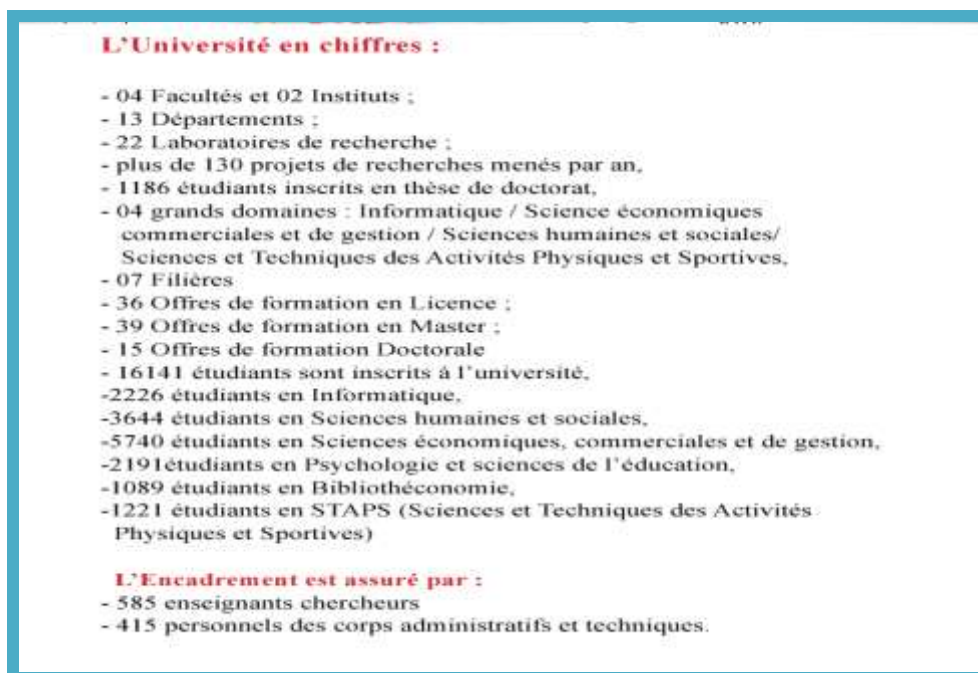 L'Université en chiffres :
- 04 Facultés et 02 Instituts ;
- 13 Départements ;
- 22 Laboratoires de recherche ;
- plus de 130 projets de recherches menés par an,
- 1186 étudiants inscrits en thèse de doctorat,
- 04 grands domaines : Informatique / Science économiques
commerciales et de gestion / Sciences humaines et sociales/
Sciences et Techniques des Activités Physiques et Sportives,
- 07 Filières
- 36 Offres de formation en Licence ;
- 39 Offres de formation en Master ;
- 15 Offres de formation Doctorale
- 16141 étudiants sont inscrits à l'université,
-2226 étudiants en Informatique,
-3644 étudiants en Sciences humaines et sociales,
-5740 étudiants en Sciences économiques, commerciales et de gestion,
-2191étudiants en Psychologie et sciences de l'éducation,
-1089 étudiants en Bibliothéconomie,
-1221 étudiants en STAPS (Sciences et Techniques des Activités
Physiques et Sportives)
L'Encadrement est assuré par :
- 585 enseignants chercheurs
- 415 personnels des corps administratifs et techniques.